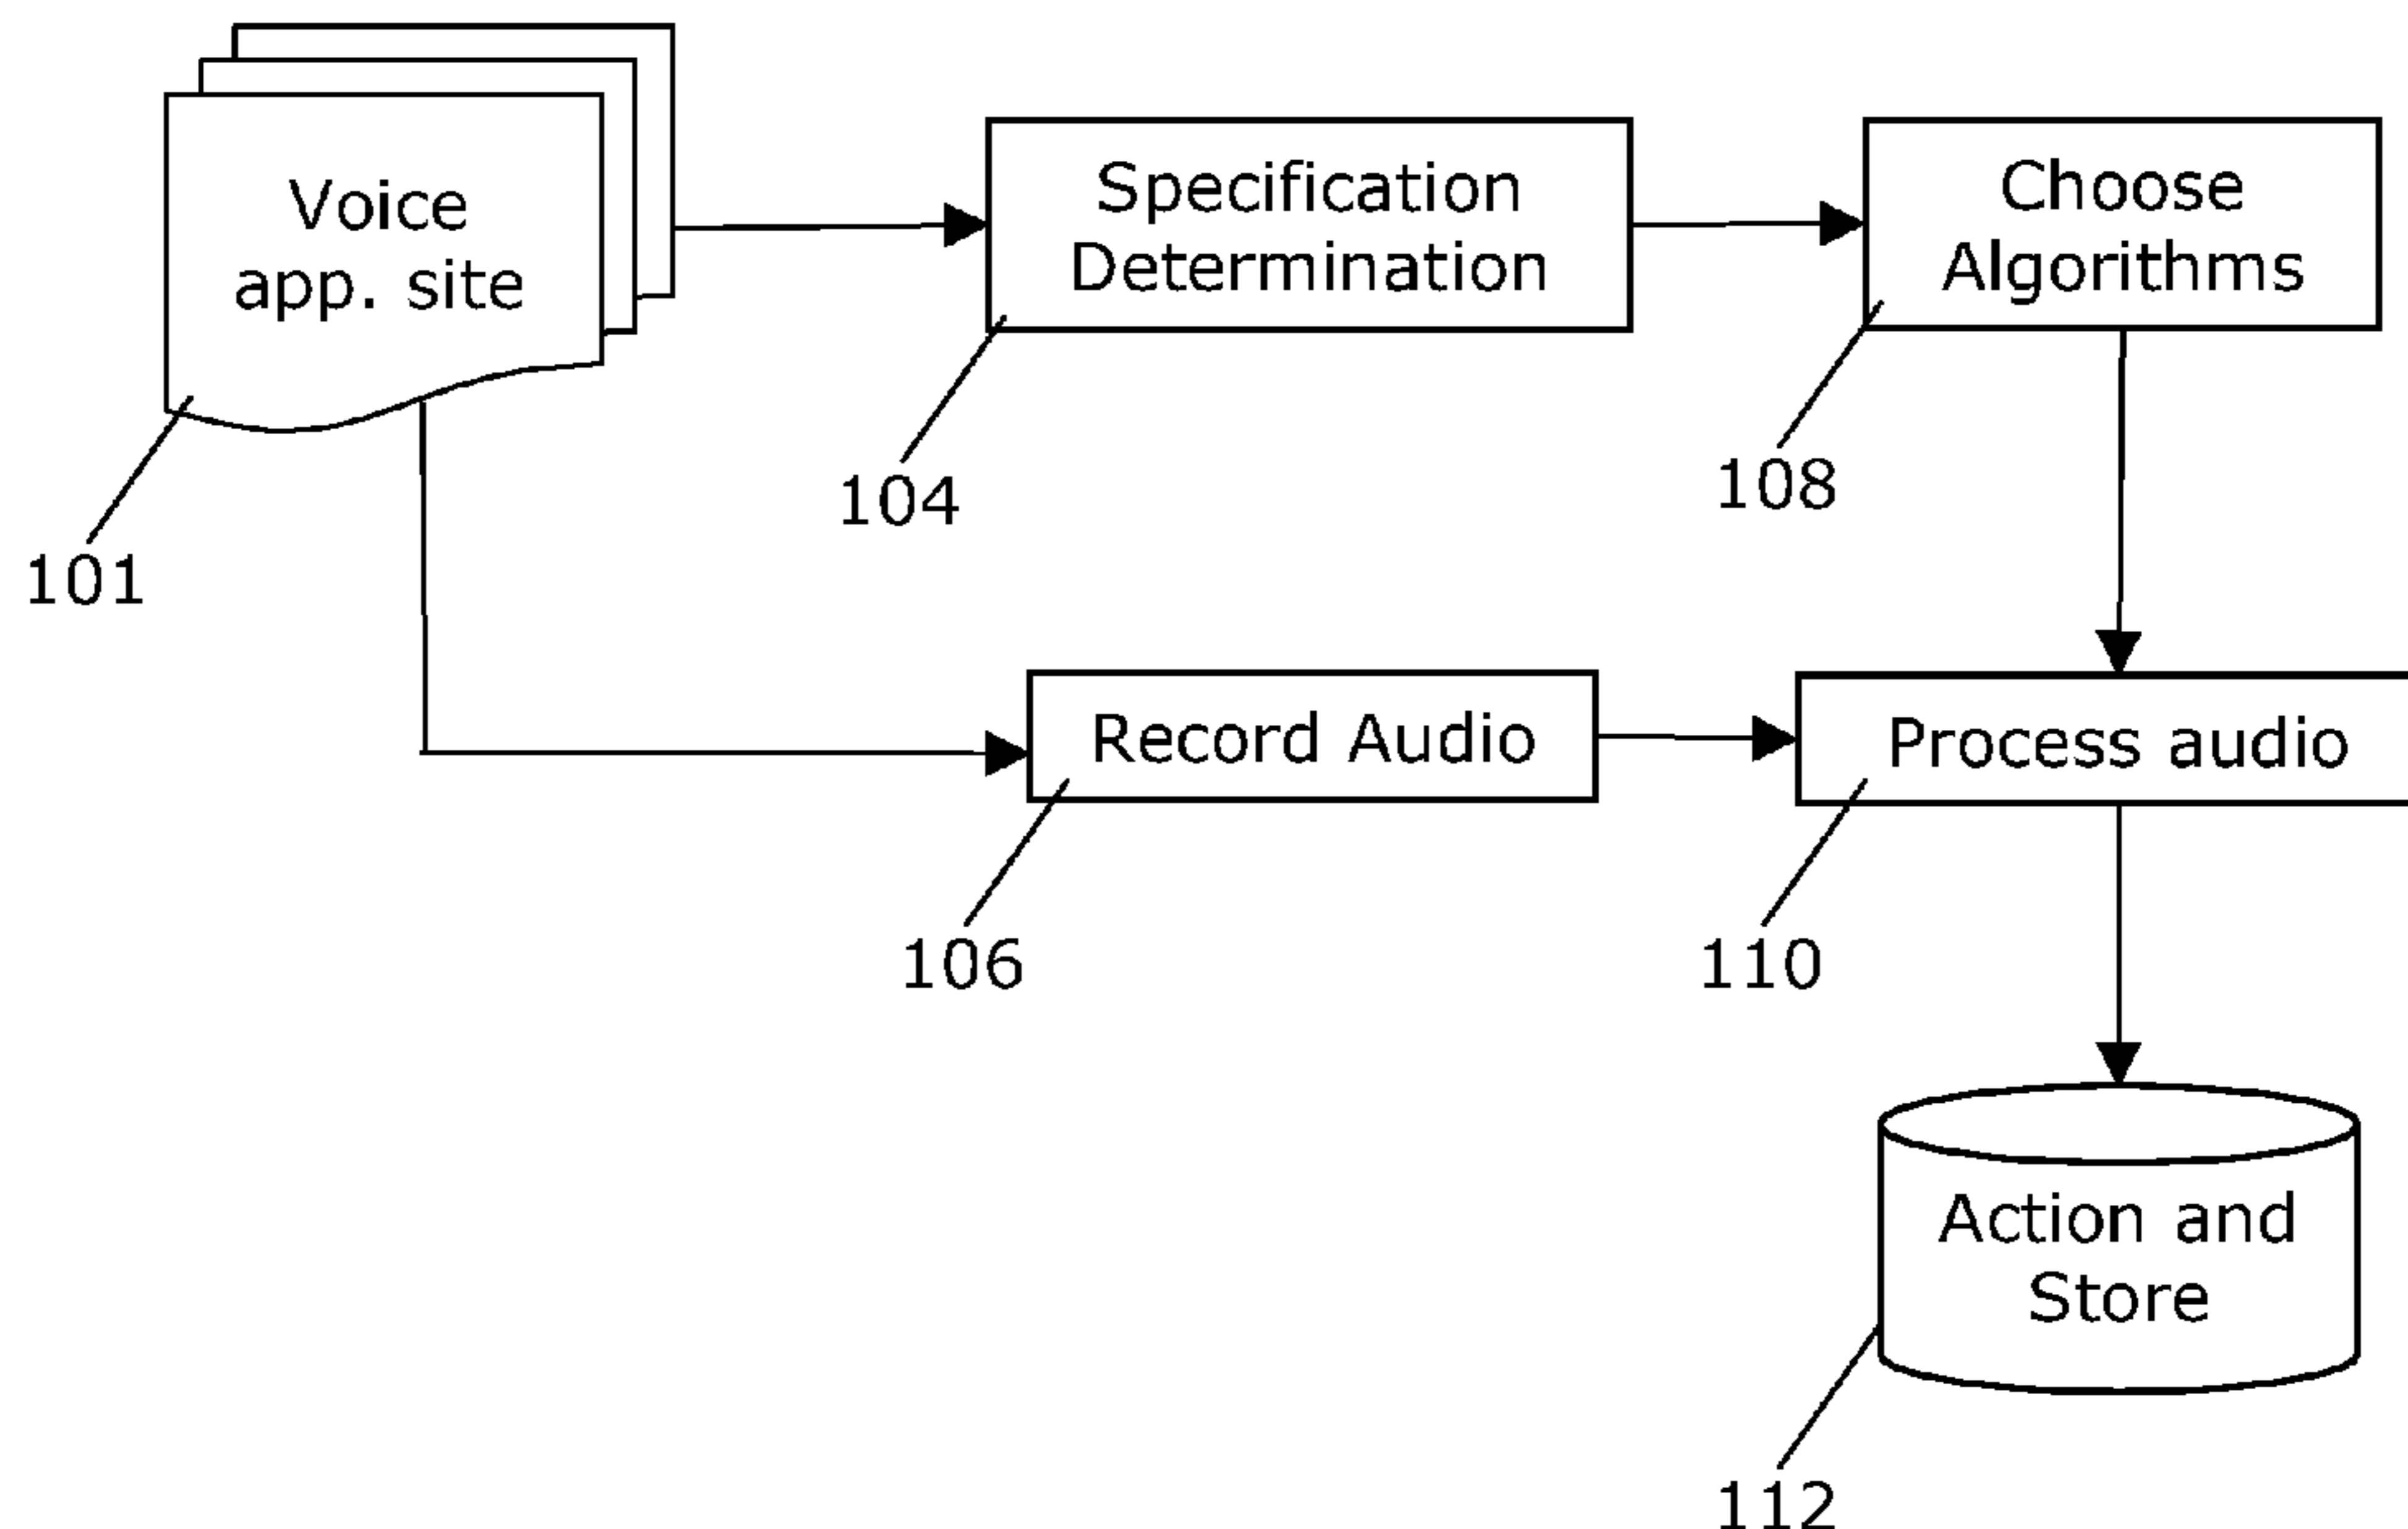 Voice
app. site
Specification
Determination
Choose
Algorithms
101
104
108
Record Audio
Process audio
106
110
Action and
Store
112